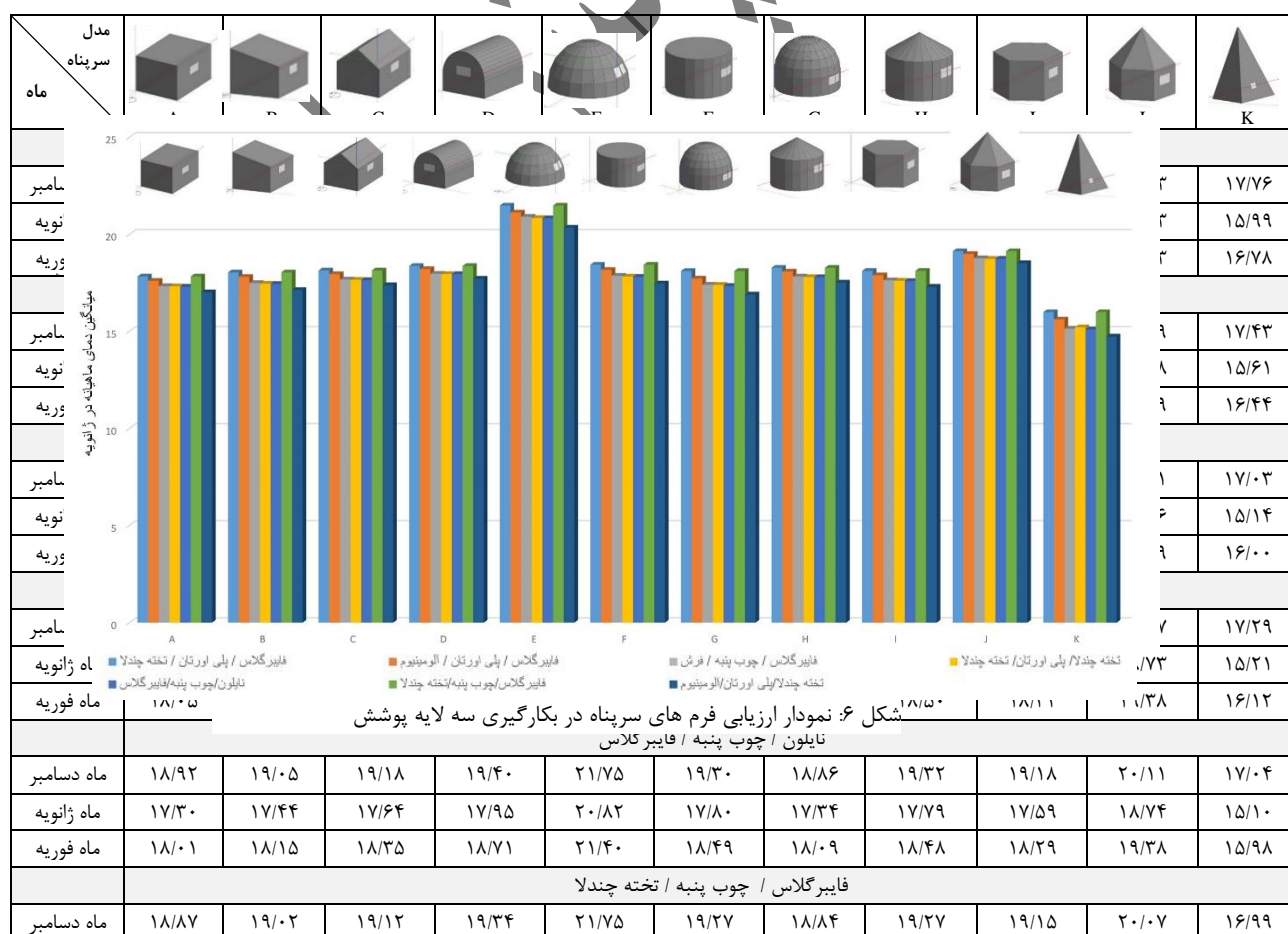 مدل
سرپناه
ماه
K
۱۷/۷۶
۱۵/۹۹
۱۶/۷۸
۱۷/۴۳
۱۵/۶۱
۱۶/۴۴
۱۷/۰۳
۱۵/۱۴
۱۶/۰۰
۱۷/۲۹
۱۵/۲۱
ماه فوریه ۱۶/۱۲
میانگین دمای ماهیانه در ژانویه
25
20
15
10
5
0
A B C D E F G H I J K
فایبرگلاس / پلی اورتان / تخته چندلا
فایبرگلاس / پلی اورتان / الومینیوم
فایبرگلاس / چوب پنبه / فرش
تخته چندلا/ پلی اورتان/ تخته چندلا
نایلون/چوب پنبه/فایبرگلاس
فایبرگلاس/چوب پنبه/تخته چندلا
تخته چندلا/پلی اورتان/الومینیوم
شکل ۶: نمودار ارزیابی فرم های سرپناه در بکارگیری سه لایه پوشش
نایلون / چوب پنبه / فایبرگلاس
ماه دسامبر ۱۸/۹۲ ۱۹/۰۵ ۱۹/۱۸ ۱۹/۴۰ ۲۱/۷۵ ۱۹/۳۰ ۱۸/۸۶ ۱۹/۳۲ ۱۹/۱۸ ۲۰/۱۱ ۱۷/۰۴
ماه ژانویه ۱۷/۳۰ ۱۷/۴۴ ۱۷/۶۴ ۱۷/۹۵ ۲۰/۸۲ ۱۷/۸۰ ۱۷/۳۴ ۱۷/۷۹ ۱۷/۵۹ ۱۸/۷۴ ۱۵/۱۰
ماه فوریه ۱۸/۰۱ ۱۸/۱۵ ۱۸/۳۵ ۱۸/۷۱ ۲۱/۴۰ ۱۸/۴۹ ۱۸/۰۹ ۱۸/۴۸ ۱۸/۲۹ ۱۹/۳۸ ۱۵/۹۸
فایبرگلاس / چوب پنبه / تخته چندلا
ماه دسامبر ۱۸/۸۷ ۱۹/۰۲ ۱۹/۱۲ ۱۹/۳۴ ۲۱/۷۵ ۱۹/۲۷ ۱۸/۸۴ ۱۹/۲۷ ۱۹/۱۵ ۲۰/۰۷ ۱۶/۹۹